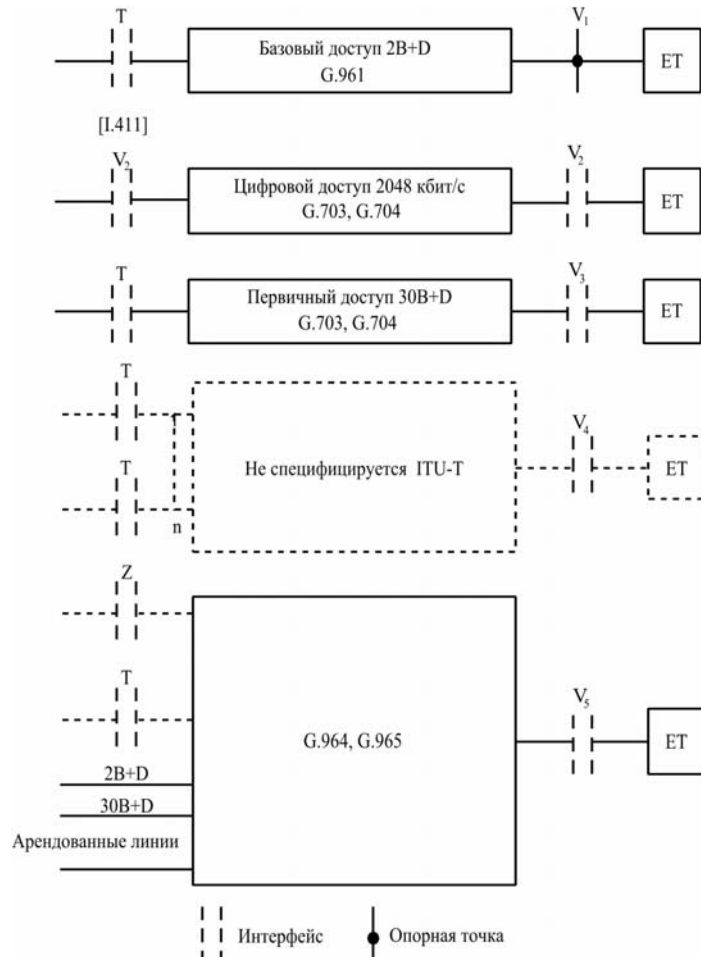 T
V1
Базовый доступ 2B+D
G.961
ET
[I.411]
V2
V2
Цифровой доступ 2048 кбит/с
G.703, G.704
ET
T
V3
Первичный доступ 30B+D
G.703, G.704
ET
T
1
V4
Не специфицируется ITU-T
ET
T
n
Z
T
V5
G.964, G.965
ET
2B+D
30B+D
Арендованные линии
Интерфейс
Опорная точка